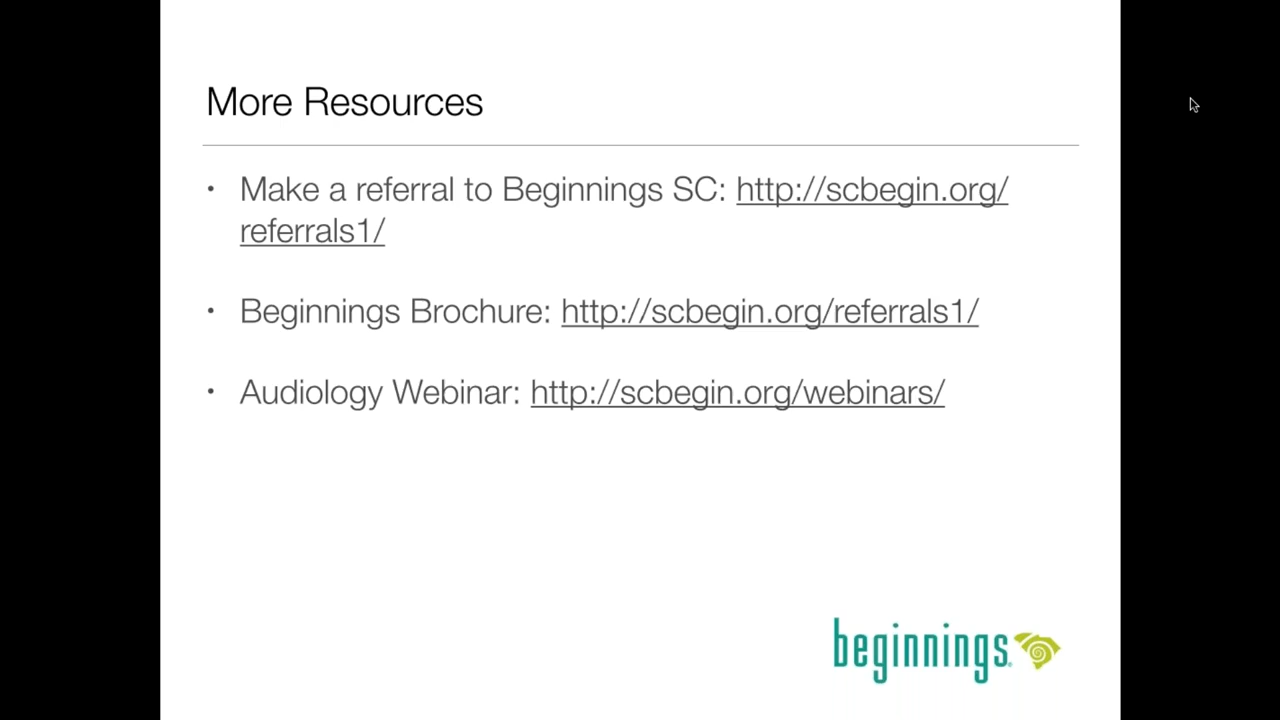 More Resources
• Make a referral to Beginnings SC: http://scbegin.org/
referrals1/
• Beginnings Brochure: http://scbegin.org/referrals1/
• Audiology Webinar: http://scbegin.org/webinars/
beginnings®